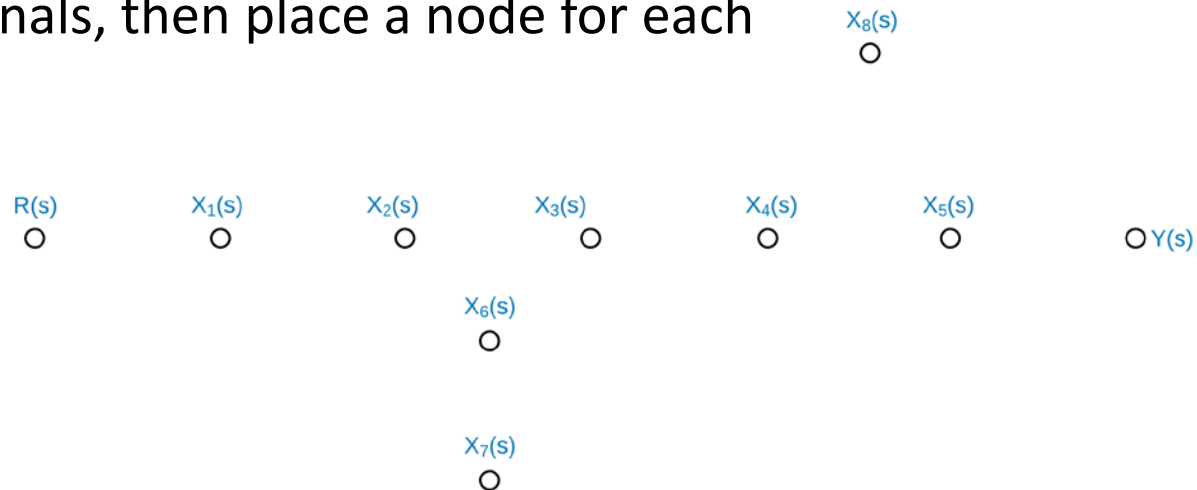 nals, then place a node for each
X₈(s)
R(s) X₁(s) X₂(s) X₃(s) X₄(s) X₅(s)
Y(s)
X₆(s)
X₇(s)